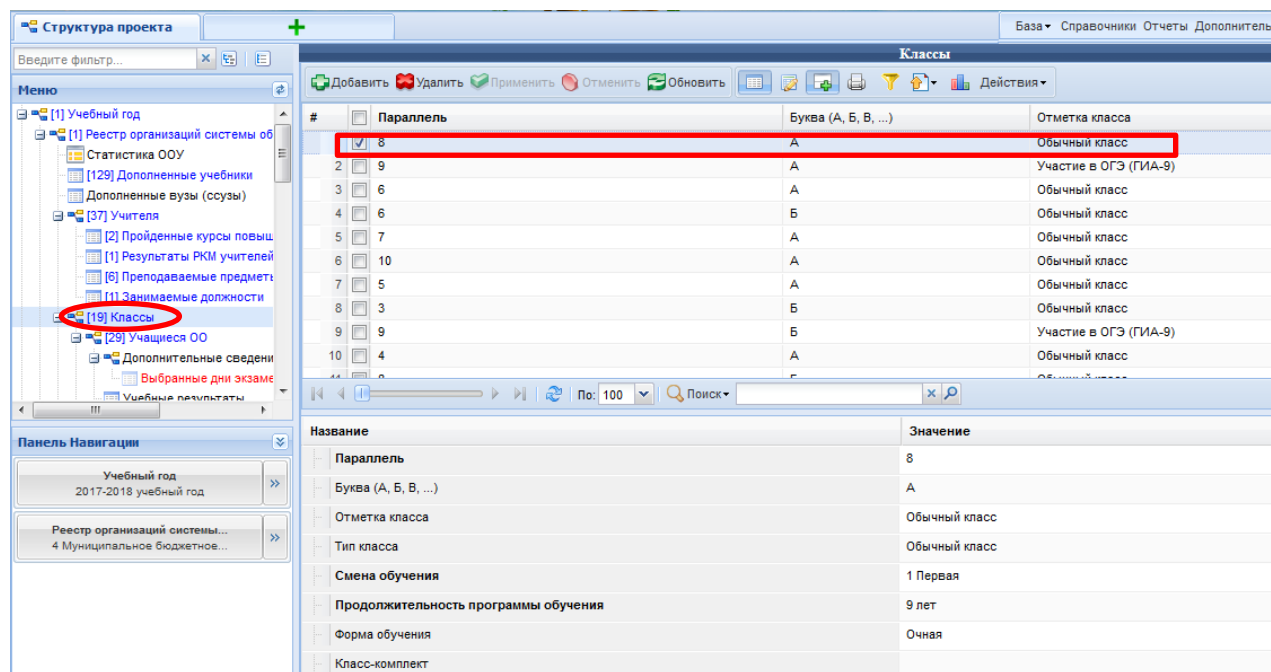 Структура проекта
База Справочники Отчеты Дополнитель
Введите фильтр...
Меню
[1] Учебный год
[1] Реестр организаций системы об
Статистика ООУ
[129] Дополненные учебники
Дополненные вузы (ссузы)
[37] Учителя
[2] Пройденные курсы повыш
[1] Результаты РКМ учителей
[6] Преподаваемые предметы
[1] Занимаемые должности
[19] Классы
[29] Учащиеся ОО
Дополнительные сведени
Выбранные дни экзаме
Учебные результаты
Панель Навигации
Учебный год
2017-2018 учебный год
Реестр организаций системы...
4 Муниципальное бюджетное...
Классы
Добавить Удалить Применить Отменить Обновить Действия
# Параллель Буква (А, Б, В, ...) Отметка класса
8 А Обычный класс
2 9 А Участие в ОГЭ (ГИА-9)
3 6 А Обычный класс
4 6 Б Обычный класс
5 7 А Обычный класс
6 10 А Обычный класс
7 5 А Обычный класс
8 3 Б Обычный класс
9 9 Б Участие в ОГЭ (ГИА-9)
10 4 А Обычный класс
По: 100 Поиск
Название Значение
Параллель 8
Буква (А, Б, В, ...) А
Отметка класса Обычный класс
Тип класса Обычный класс
Смена обучения 1 Первая
Продолжительность программы обучения 9 лет
Форма обучения Очная
Класс-комплект